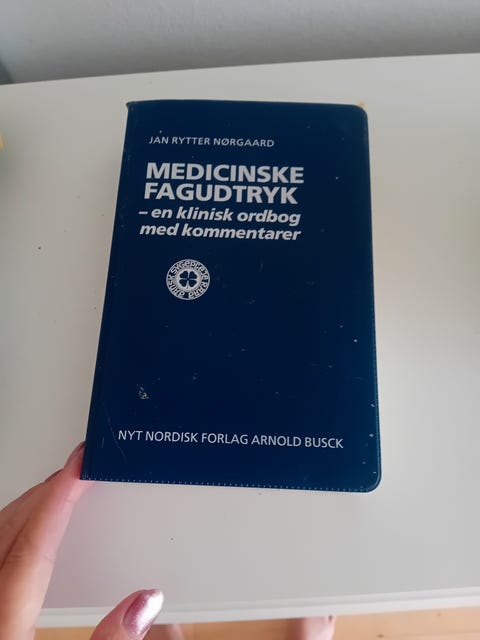 JAN RYTTER NØRGAARD
MEDICINSKE
FAGUDTRYK
– en klinisk ordbog
med kommentarer
NYT NORDISK FORLAG ARNOLD BUSCK